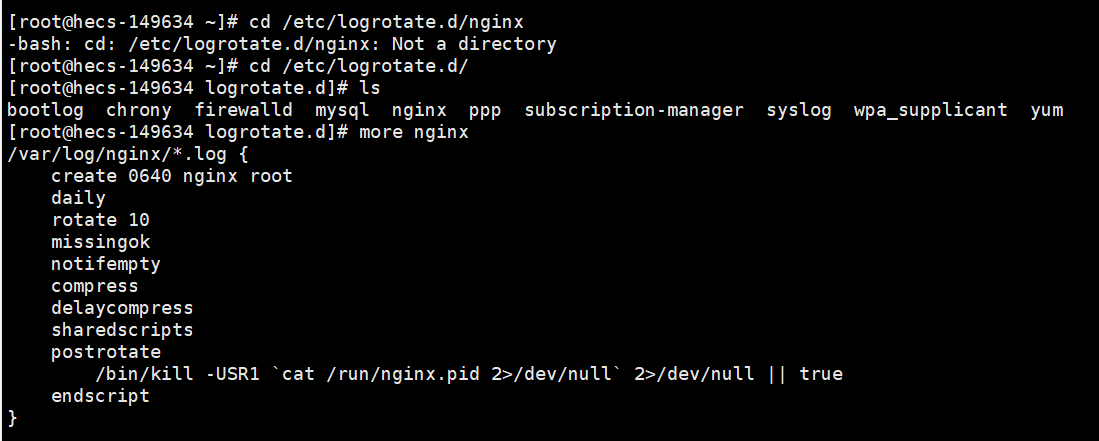 [root@hecs-149634 ~]# cd /etc/logrotate.d/nginx
-bash: cd: /etc/logrotate.d/nginx: Not a directory
[root@hecs-149634 ~]# cd /etc/logrotate.d/
[root@hecs-149634 logrotate.d]# ls
bootlog  chrony  firewalld  mysql  nginx  ppp  subscription-manager  syslog  wpa_supplicant  yum
[root@hecs-149634 logrotate.d]# more nginx
/var/log/nginx/*.log {
    create 0640 nginx root
    daily
    rotate 10
    missingok
    notifempty
    compress
    delaycompress
    sharedscripts
    postrotate
        /bin/kill -USR1 `cat /run/nginx.pid 2>/dev/null` 2>/dev/null || true
    endscript
}